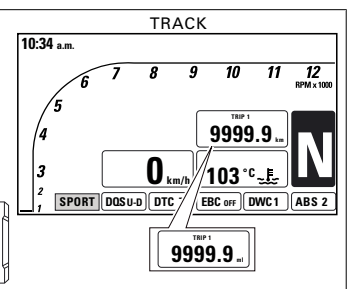 TRACK
10:34 a.m.
1 2 3 4 5 6 7 8 9 10 11 12
RPM x 1000
TRIP 1
9999.9 km
0 km/h
103 °C
N
SPORT DQS U-D DTC EBC OFF DWC 1 ABS 2
TRIP 1
9999.9 mi